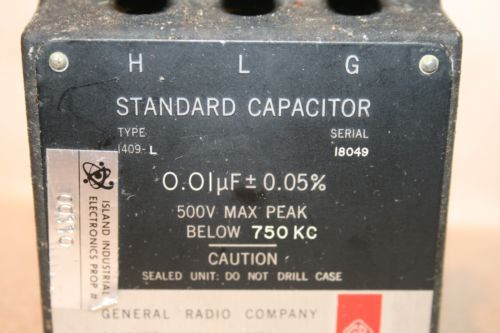 H L G
STANDARD CAPACITOR
TYPE SERIAL
1409-L 18049
0.01µF ± 0.05%
500V MAX PEAK
BELOW 750 KC
CAUTION
SEALED UNIT: DO NOT DRILL CASE
GENERAL RADIO COMPANY
ISLAND INDUSTRIAL
ELECTRONICS PROP #